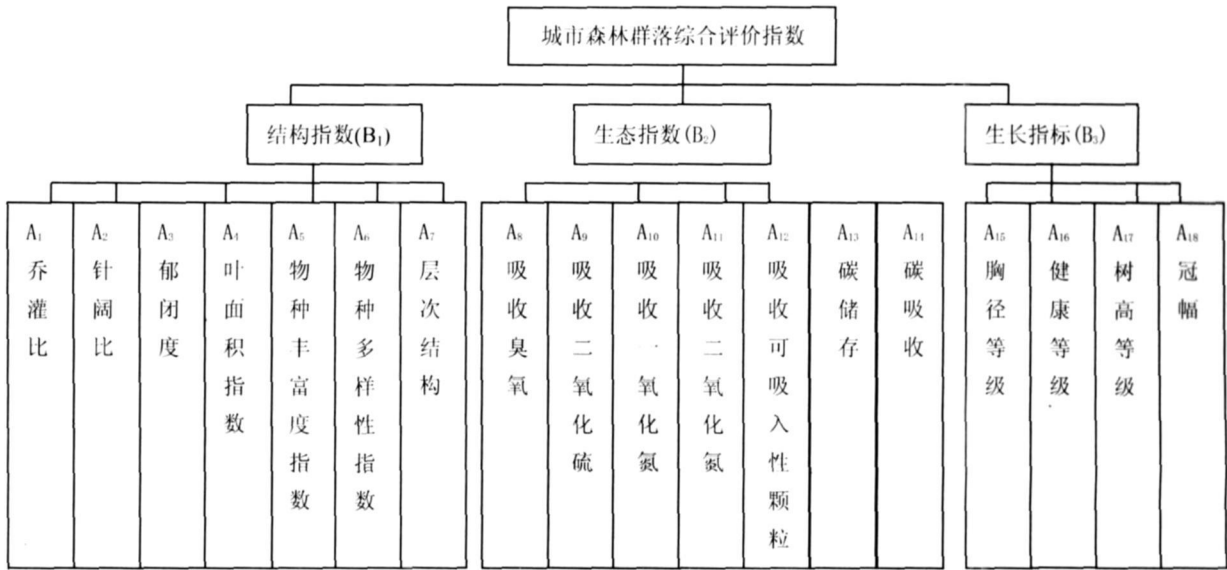 城市森林群落综合评价指数
结构指数(B₁)
生态指数(B₂)
生长指标(B₃)
A₁
乔灌比
A₂
针阔比
A₃
郁闭度
A₄
叶面积指数
A₅
物种丰富度指数
A₆
物种多样性指数
A₇
层次结构
A₈
吸收臭氧
A₉
吸收二氧化硫
A₁₀
吸收一氧化氮
A₁₁
吸收二氧化氮
A₁₂
吸收可吸入性颗粒
A₁₃
碳储存
A₁₄
碳吸收
A₁₅
胸径等级
A₁₆
健康等级
A₁₇
树高等级
A₁₈
冠幅